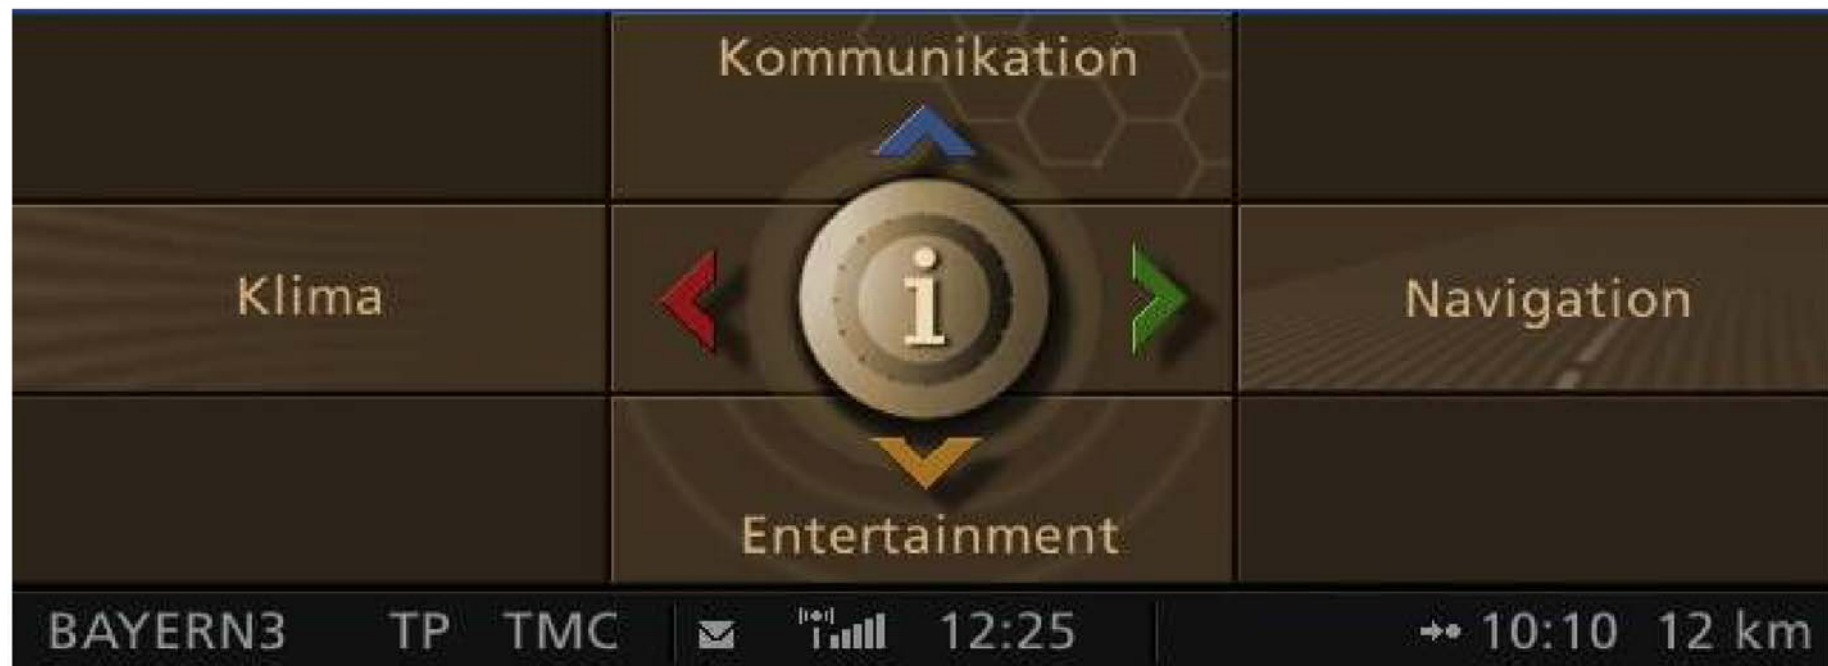 Kommunikation
Klima
i
Navigation
Entertainment
BAYERN3 TP TMC 12:25 10:10 12 km